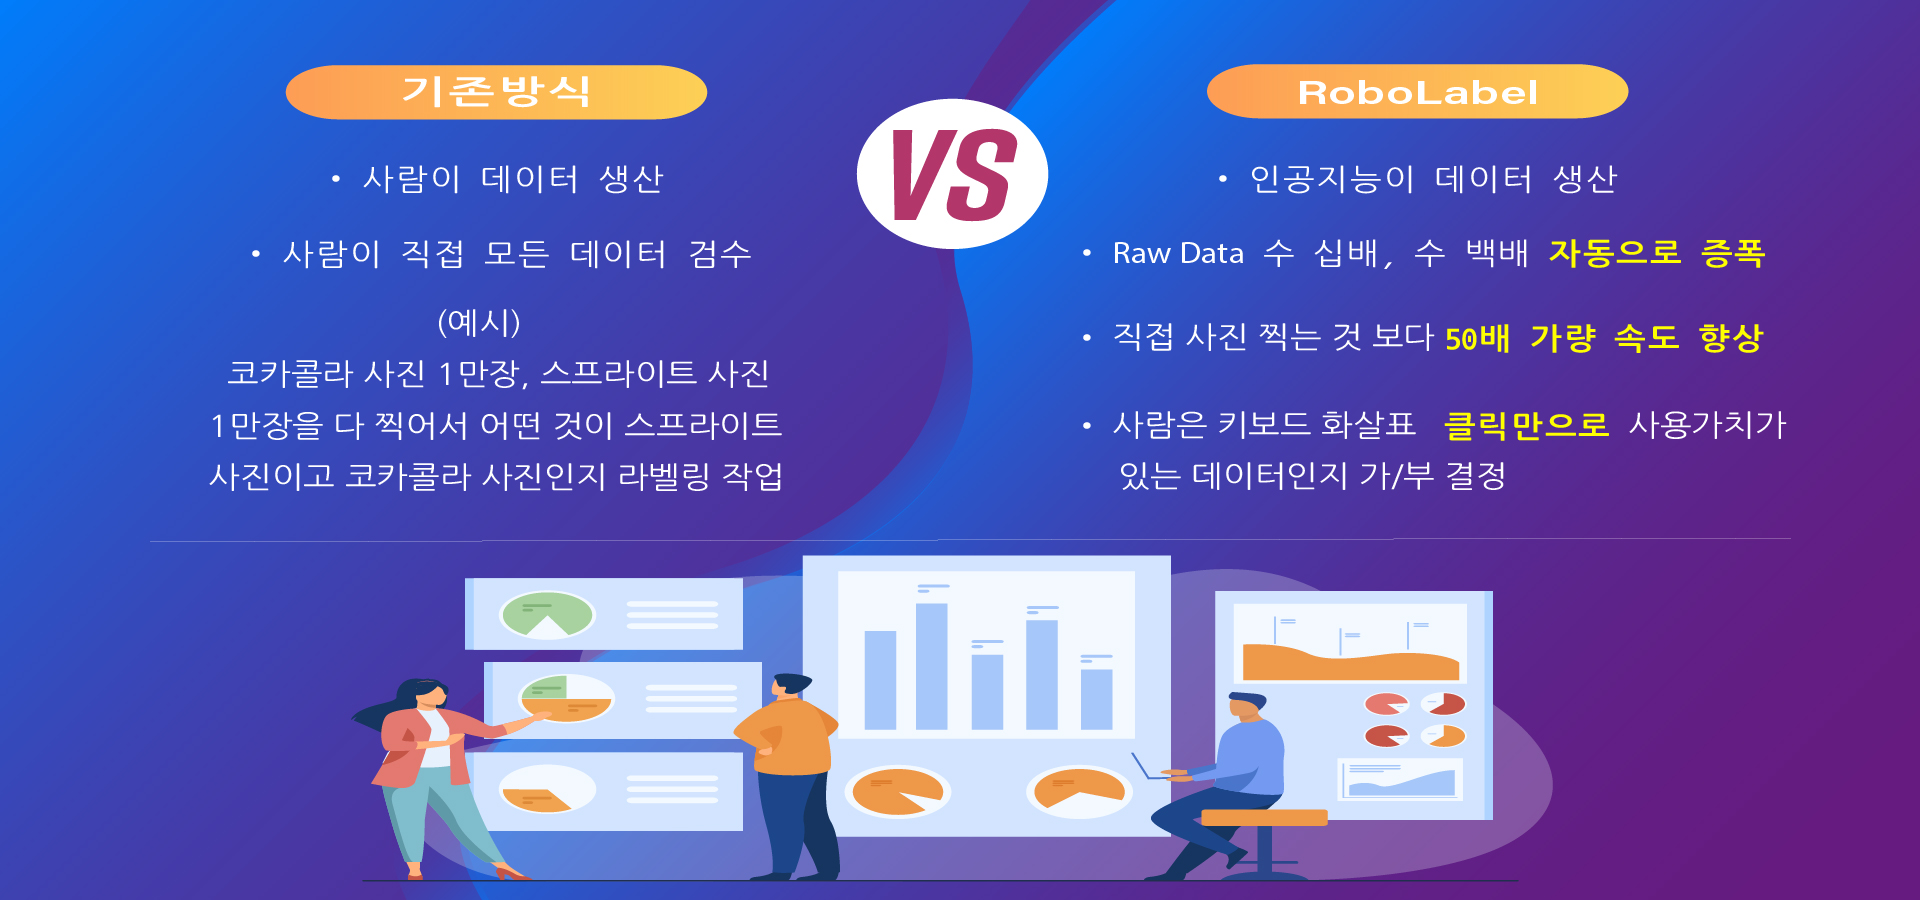 기존방식
• 사람이 데이터 생산
• 사람이 직접 모든 데이터 검수
(예시)
코카콜라 사진 1만장, 스프라이트 사진
1만장을 다 찍어서 어떤 것이 스프라이트
사진이고 코카콜라 사진인지 라벨링 작업
VS
RoboLabel
• 인공지능이 데이터 생산
• Raw Data 수 십배, 수 백배 자동으로 증폭
• 직접 사진 찍는 것 보다 50배 가량 속도 향상
• 사람은 키보드 화살표 클릭만으로 사용가치가
있는 데이터인지 가/부 결정